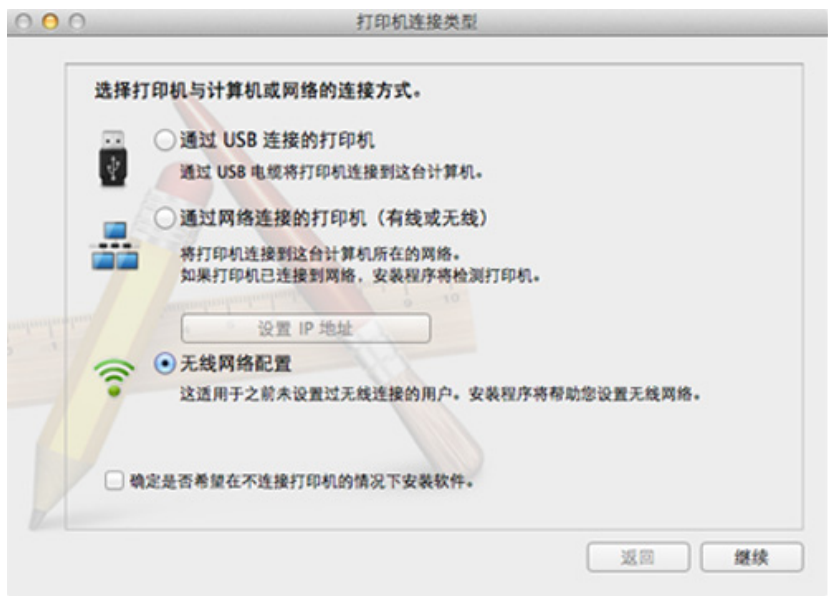 打印机连接类型
选择打印机与计算机或网络的连接方式。
通过 USB 连接的打印机
通过 USB 电缆将打印机连接到这台计算机。
通过网络连接的打印机（有线或无线）
将打印机连接到这台计算机所在的网络。
如果打印机已连接到网络，安装程序将检测打印机。
设置 IP 地址
无线网络配置
这适用于之前未设置过无线连接的用户。安装程序将帮助您设置无线网络。
确定是否希望在不连接打印机的情况下安装软件。
返回
继续